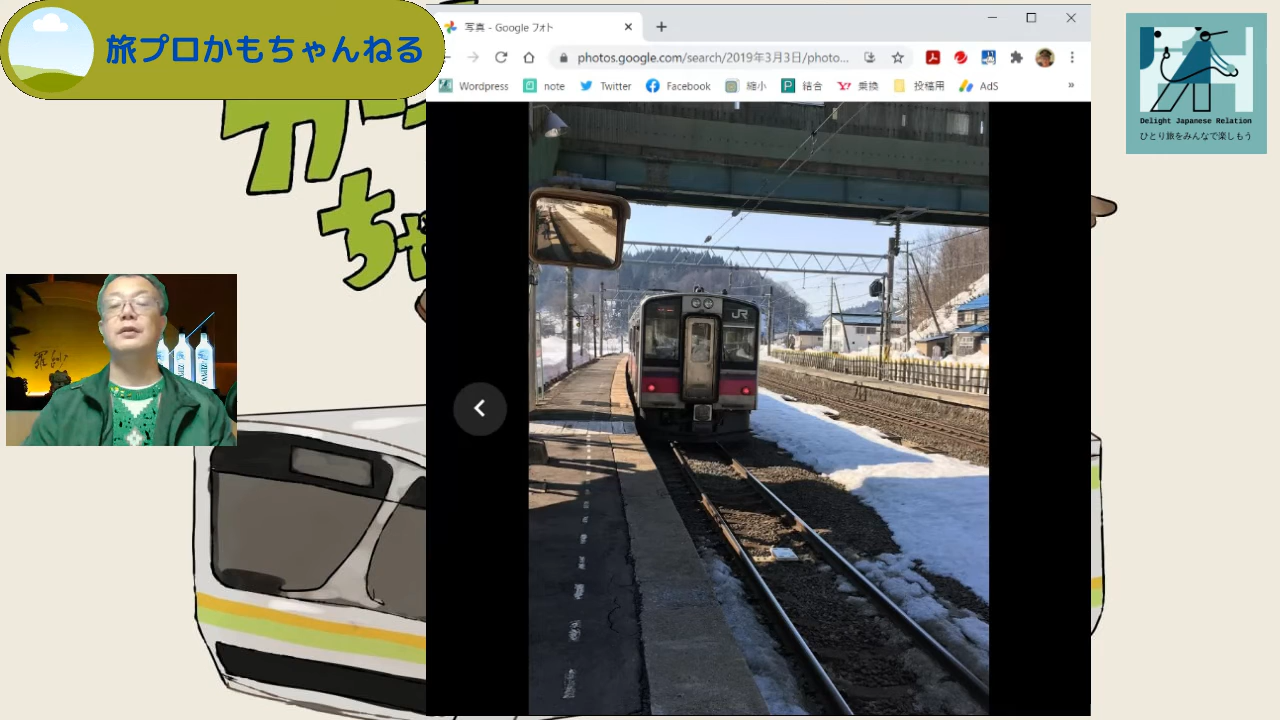 旅プロかもちゃんねる
写真 - Google フォト
photos.google.com/search/2019年3月3日/photo...
Wordpress note Twitter Facebook 縮小 結合 乗換 投稿用 AdS »
Delight Japanese Relation
ひとり旅をみんなで楽しもう
ちゃ
JR